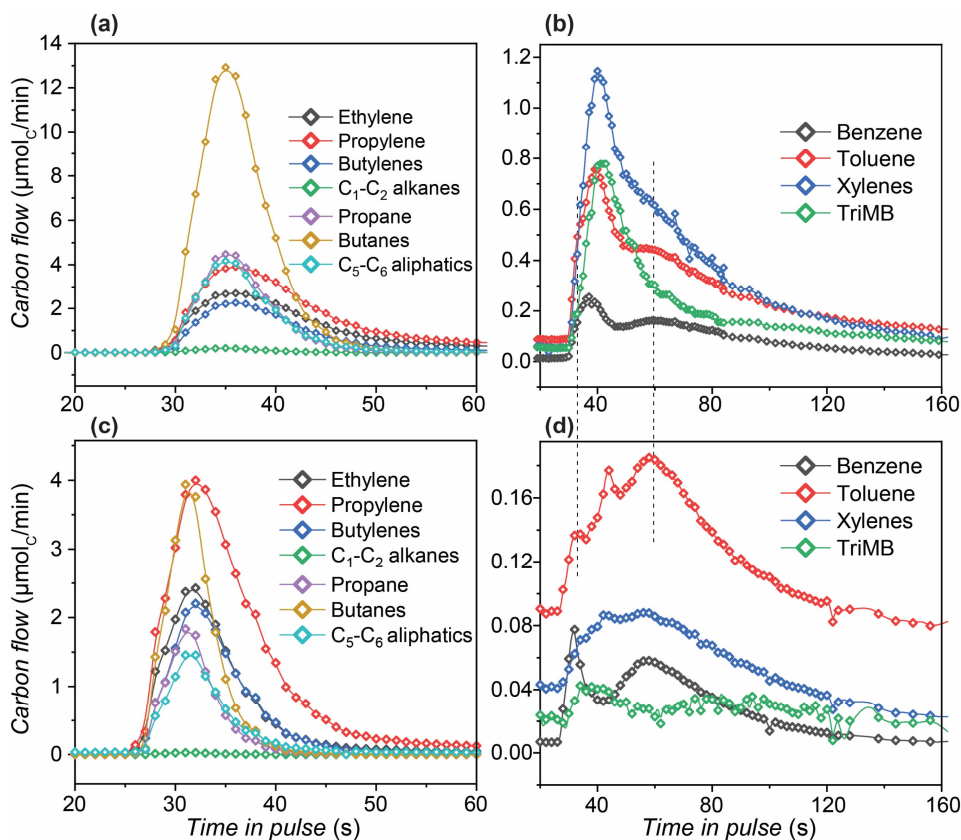 (a)
Carbon flow (µmol_C/min)
14
12
10
8
6
4
2
0
20 30 40 50 60
Ethylene
Propylene
Butylenes
C₁-C₂ alkanes
Propane
Butanes
C₅-C₆ aliphatics
(b)
1.2
1.0
0.8
0.6
0.4
0.2
0.0
40 80 120 160
Benzene
Toluene
Xylenes
TriMB
(c)
Carbon flow (µmol_C/min)
4
3
2
1
0
20 30 40 50 60
Time in pulse (s)
Ethylene
Propylene
Butylenes
C₁-C₂ alkanes
Propane
Butanes
C₅-C₆ aliphatics
(d)
0.16
0.12
0.08
0.04
0.00
40 80 120 160
Time in pulse (s)
Benzene
Toluene
Xylenes
TriMB